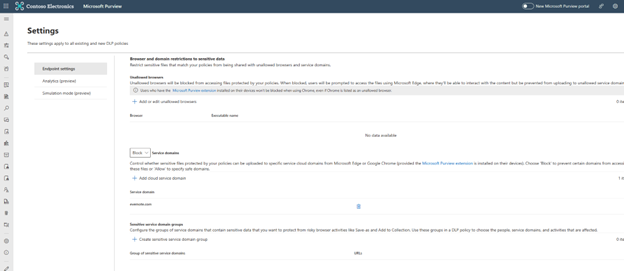 Contoso Electronics
Microsoft Purview
New Microsoft Purview portal
Settings
These settings apply to all existing and new DLP policies
Endpoint settings
Analytics (preview)
Simulation mode (preview)
Browser and domain restrictions to sensitive data
Restrict sensitive files that match your policies from being shared with unallowed browsers and service domains.
Unallowed browsers
Unallowed browsers will be blocked from accessing files protected by your policies. When blocked, users will be prompted to access the files using Microsoft Edge, where they'll be able to interact with the content but be prevented from uploading to unallowed service domain
Users who have the Microsoft Purview extension installed on their devices won't be blocked when using Chrome, even if Chrome is listed as an unallowed browser.
+ Add or edit unallowed browsers
0 ite
Browser
Executable name
No data available
Block
Service domains
Control whether sensitive files protected by your policies can be uploaded to specific service cloud domains from Microsoft Edge or Google Chrome (provided the Microsoft Purview extension is installed on their devices). Choose 'Block' to prevent certain domains from access
these files or 'Allow' to specify safe domains.
+ Add cloud service domain
1 it
Service domain
example.com
Sensitive service domain groups
Configure the groups of service domains that contain sensitive data that you want to protect from risky browser activities like Save as and Add to Collection. Use these groups in a DLP policy to choose the people, service domains, and activities that are affected.
+ Create sensitive service domain group
0 ite
Group of sensitive service domains
URLs